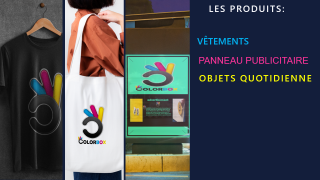 LES PRODUITS:
VÊTEMENTS
PANNEAU PUBLICITAIRE
OBJETS QUOTIDIENNE
COLORBOX
COLORBOX